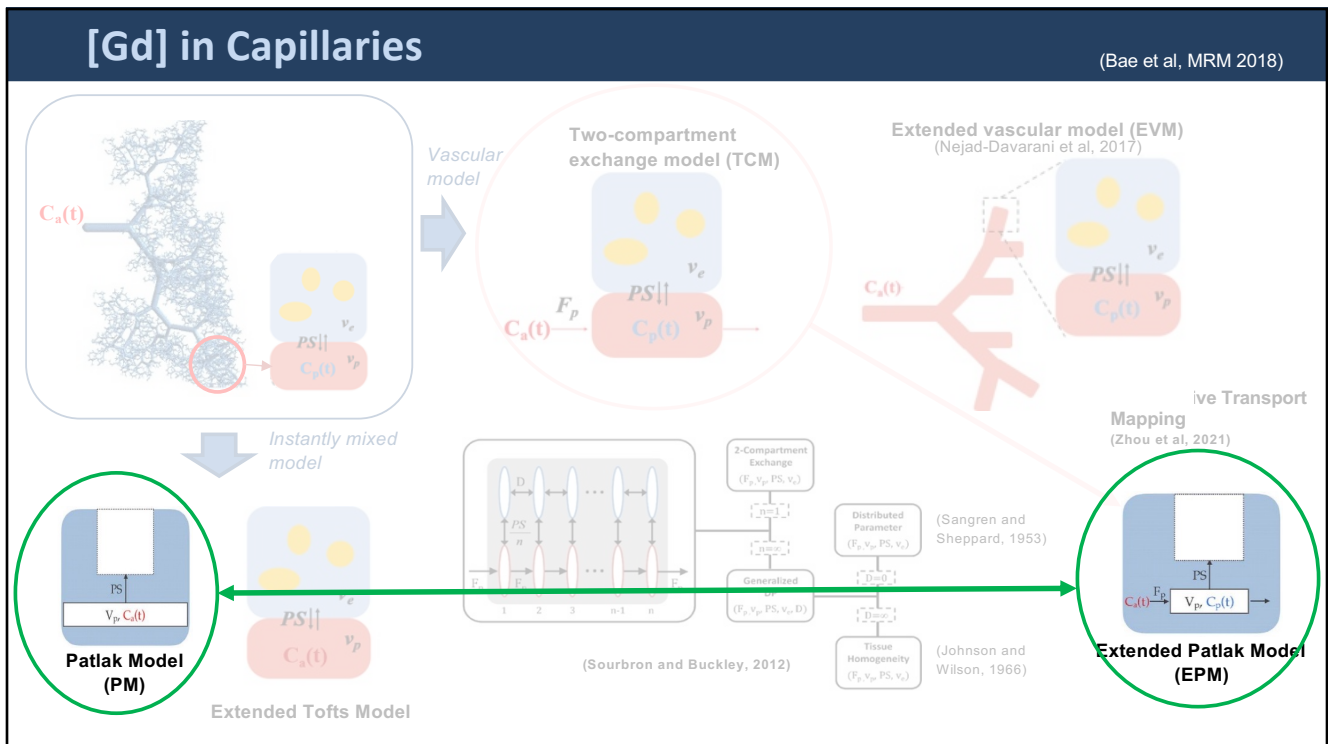 [Gd] in Capillaries
(Bae et al, MRM 2018)
Cₐ(t)
vₑ
PS↓↑
vₚ
Cₚ(t)
Vascular
model
Two-compartment
exchange model (TCM)
vₑ
PS↓↑
Fₚ
vₚ
Cₐ(t)
Cₚ(t)
Extended vascular model (EVM)
(Nejad-Davarani et al, 2017)
vₑ
PS↓↑
Cₐ(t)
vₚ
Cₚ(t)
Instantly mixed
model
ive Transport
Mapping
(Zhou et al, 2021)
PS
Vₚ, Cₐ(t)
Patlak Model
(PM)
vₑ
PS↓↑
Cₐ(t)
Extended Tofts Model
D
PS
n
Fₚ
1 2 3 n-1 n
(Sourbron and Buckley, 2012)
2-Compartment
Exchange
(Fₚ, vₚ, PS, vₑ)
n=1
n=∞
Generalized
(Fₚ, vₚ, PS, vₑ, D)
Distributed
Parameter
(Fₚ, vₚ, PS, vₑ)
D=0
D=∞
Tissue
Homogeneity
(Fₚ, vₚ, PS, vₑ)
(Sangren and
Sheppard, 1953)
(Johnson and
Wilson, 1966)
PS
Cₐ(t) Fₚ Vₚ, Cₚ(t)
Extended Patlak Model
(EPM)